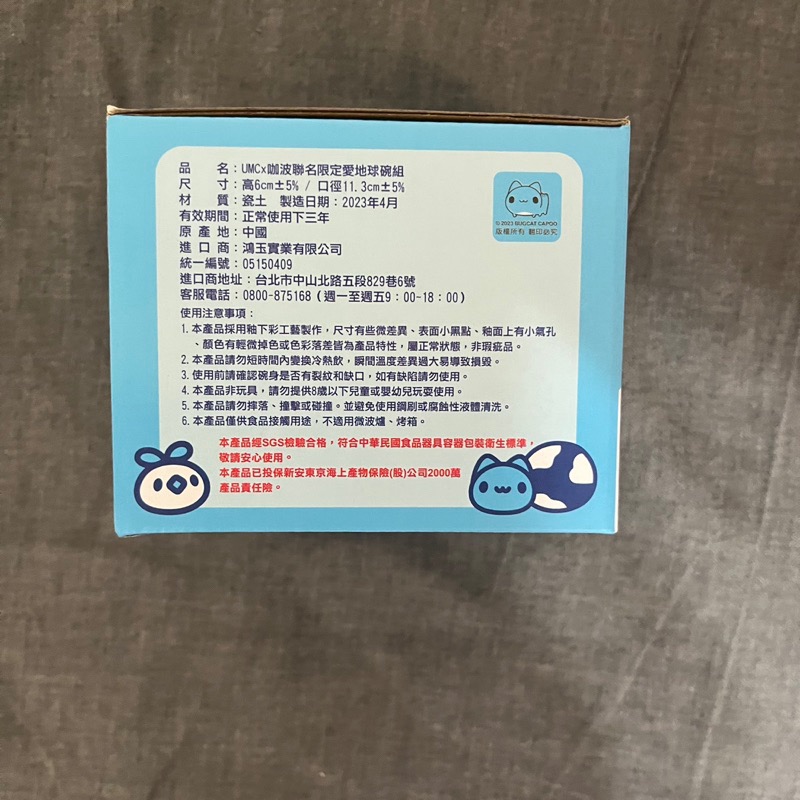 品 名：UMCx咖波聯名限定愛地球碗組
尺 寸：高6cm±5% / 口徑11.3cm±5%
材 質：瓷土 製造日期：2023年4月
有效期間：正常使用下三年
原 產 地：中國
進 口 商：鴻玉實業有限公司
統一編號：05150409
進口商地址：台北市中山北路五段829巷6號
客服電話：0800-875168（週一至週五9：00-18：00）
使用注意事項：
1. 本產品採用釉下彩工藝製作，尺寸有些微差異、表面小黑點、釉面上有小氣孔
、顏色有輕微掉色或色彩落差皆為產品特性，屬正常狀態，非瑕疵品。
2. 本產品請勿短時間內變換冷熱飲，瞬間溫度差異過大易導致損毀。
3. 使用前請確認碗身是否有裂紋和缺口，如有缺陷請勿使用。
4. 本產品非玩具，請勿提供8歲以下兒童或嬰幼兒玩耍使用。
5. 本產品請勿摔落、撞擊或碰撞。並避免使用鋼刷或腐蝕性液體清洗。
6. 本產品僅供食品接觸用途，不適用微波爐、烤箱。
本產品經SGS檢驗合格，符合中華民國食品器具容器包裝衛生標準，
敬請安心使用。
本產品已投保新安東京海上產物保險(股)公司2000萬
產品責任險。
© 2023 BUGCAT CAPOO
版權所有 翻印必究